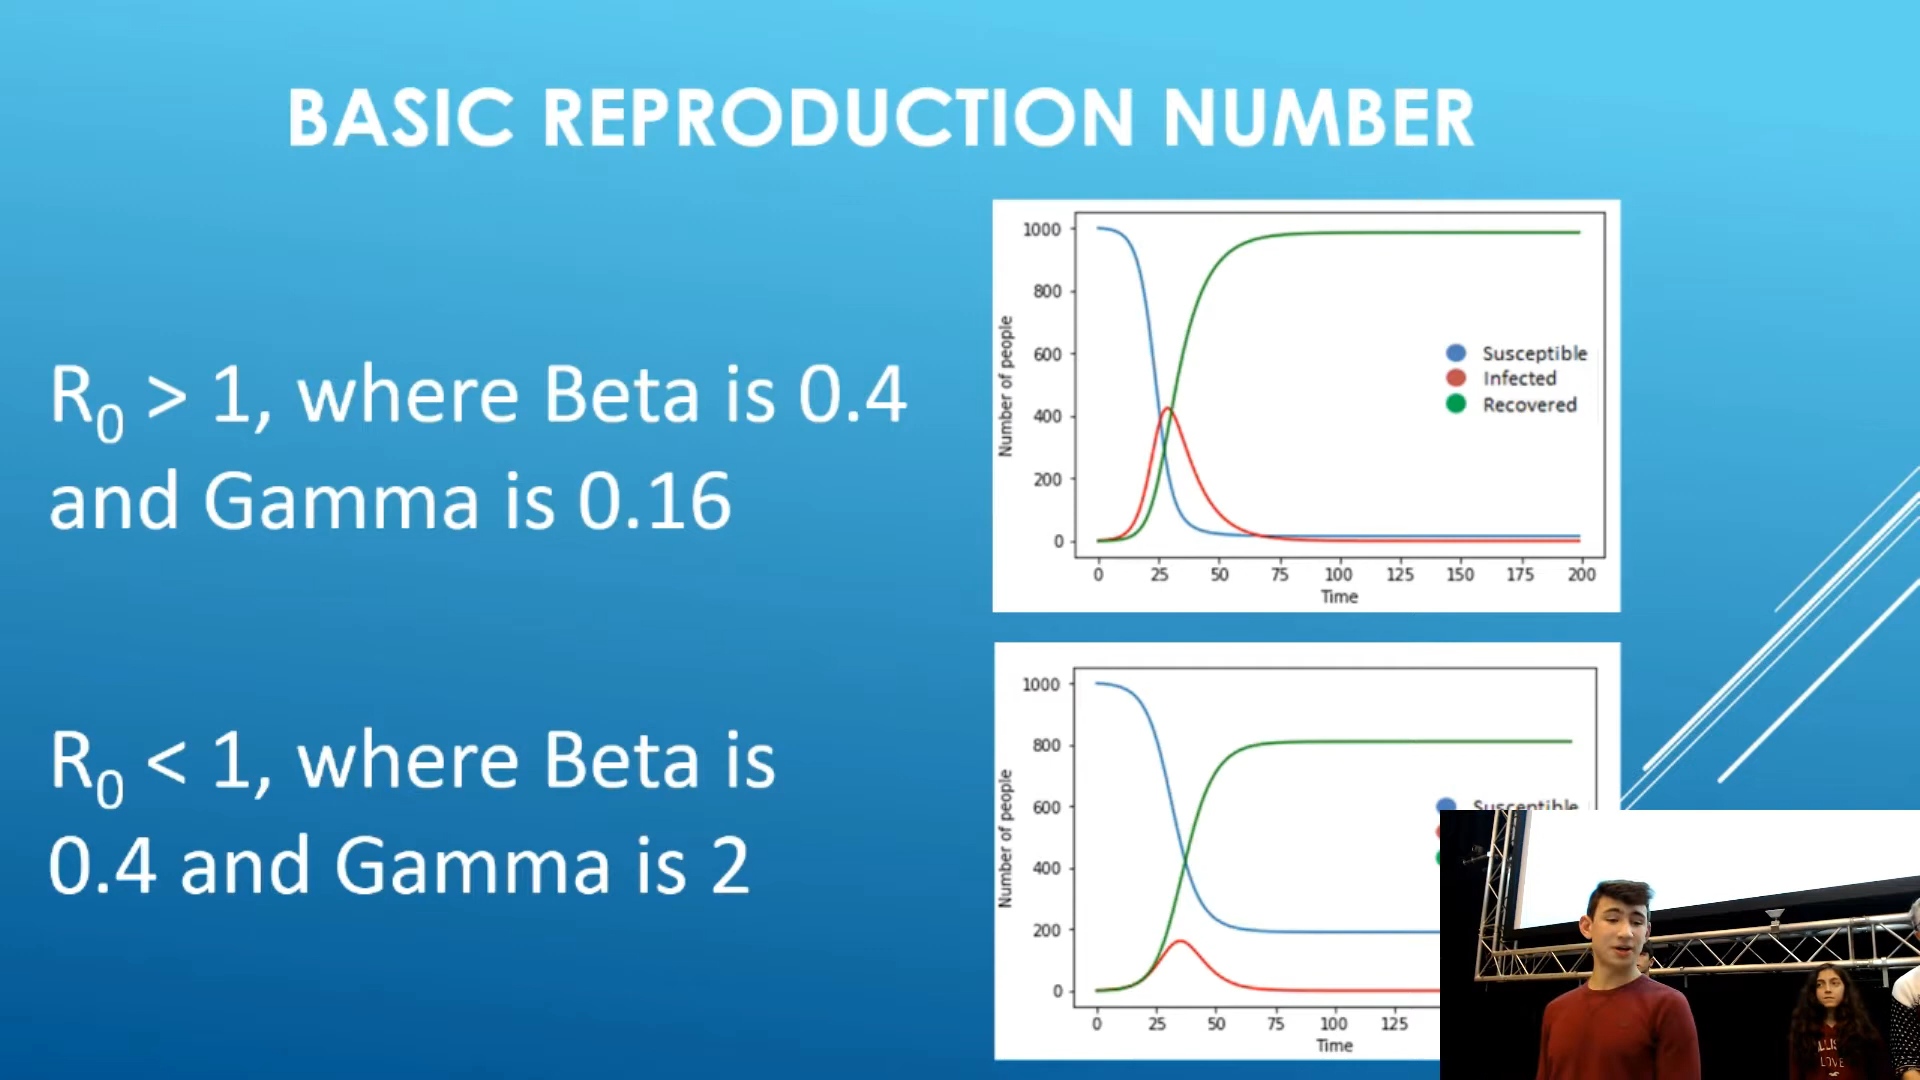 BASIC REPRODUCTION NUMBER
R0 > 1, where Beta is 0.4
and Gamma is 0.16
1000
800
600
400
200
0
Number of people
Susceptible
Infected
Recovered
0 25 50 75 100 125 150 175 200
Time
R0 < 1, where Beta is
0.4 and Gamma is 2
1000
800
600
400
200
0
Number of people
Susceptible
0 25 50 75 100 125
Time
LOVE